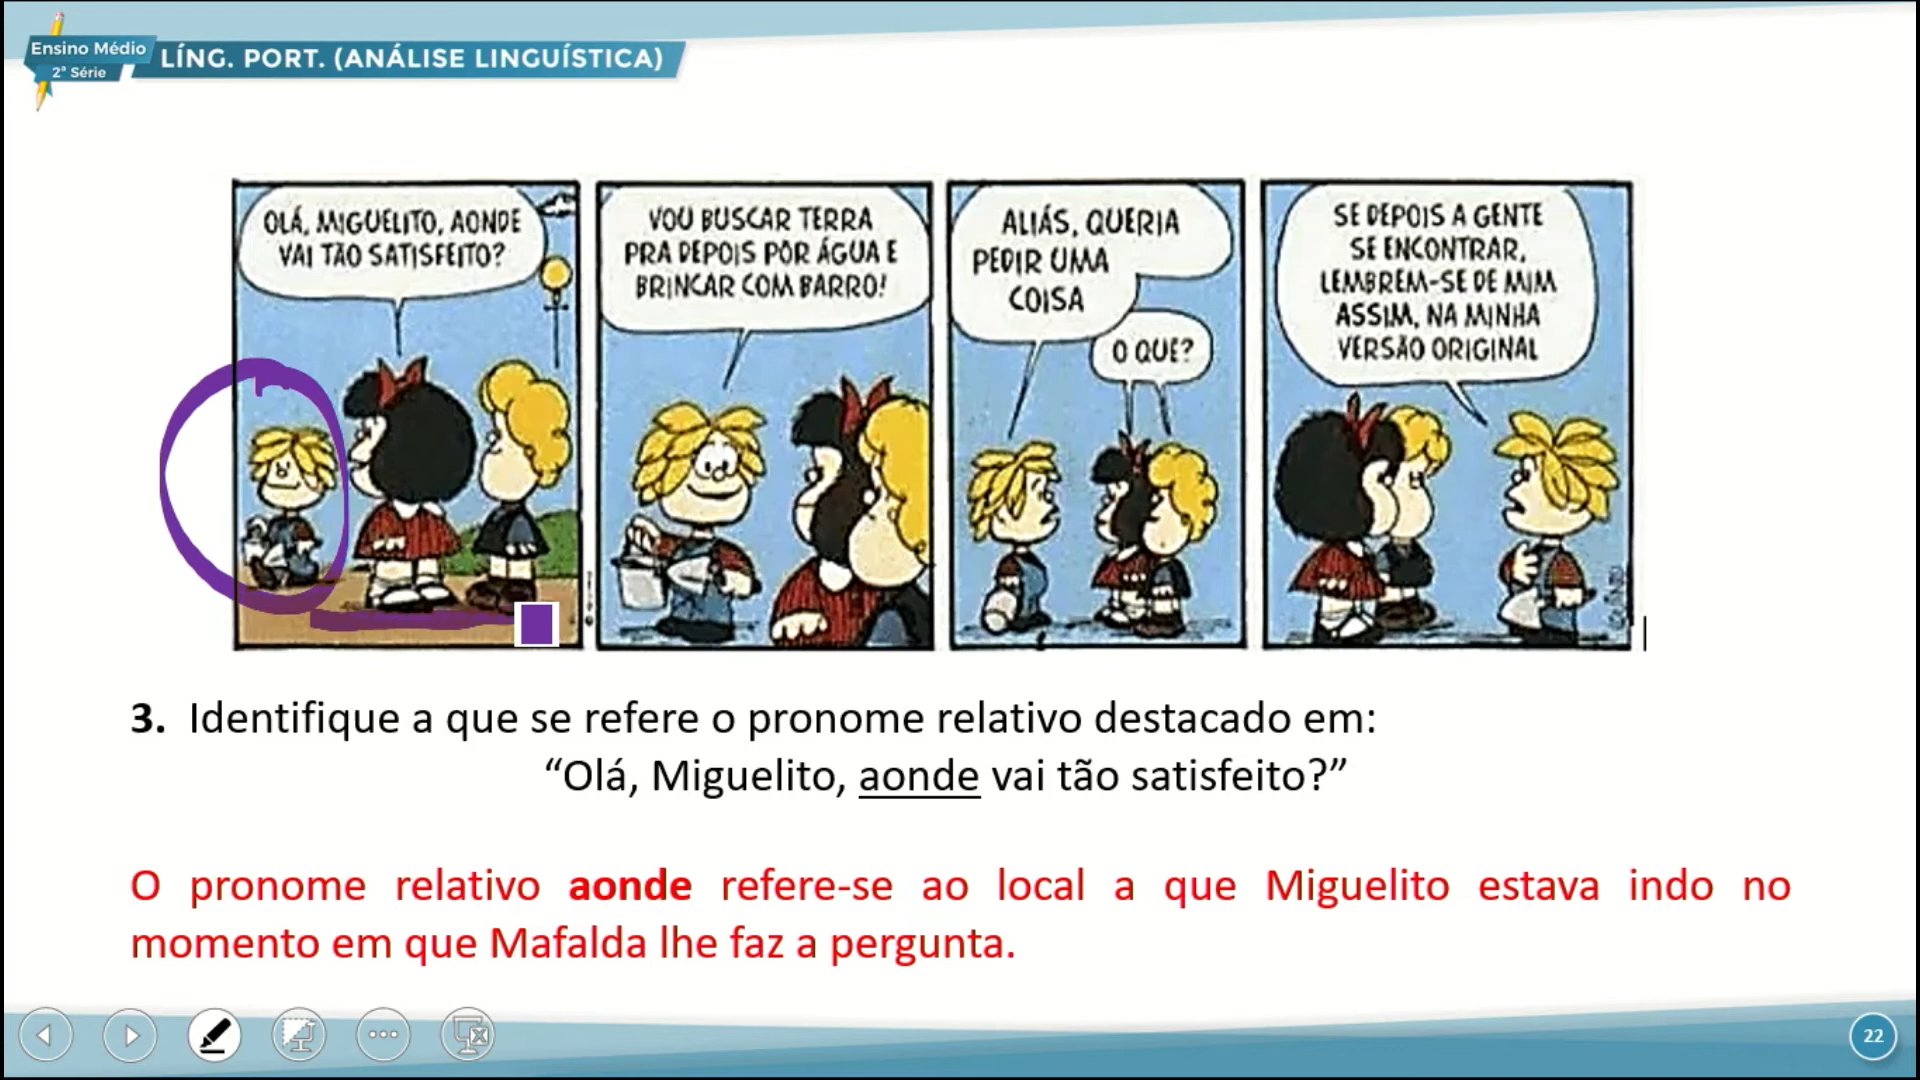 Ensino Médio
2ª Série
LÍNG. PORT. (ANÁLISE LINGUÍSTICA)
OLÁ, MIGUELITO, AONDE
VAI TÃO SATISFEITO?
VOU BUSCAR TERRA
PRA DEPOIS PÔR ÁGUA E
BRINCAR COM BARRO!
ALIÁS, QUERIA
PEDIR UMA
COISA
O QUE?
SE DEPOIS A GENTE
SE ENCONTRAR,
LEMBREM-SE DE MIM
ASSIM, NA MINHA
VERSÃO ORIGINAL
3. Identifique a que se refere o pronome relativo destacado em:
“Olá, Miguelito, aonde vai tão satisfeito?”
O pronome relativo aonde refere-se ao local a que Miguelito estava indo no
momento em que Mafalda lhe faz a pergunta.
22